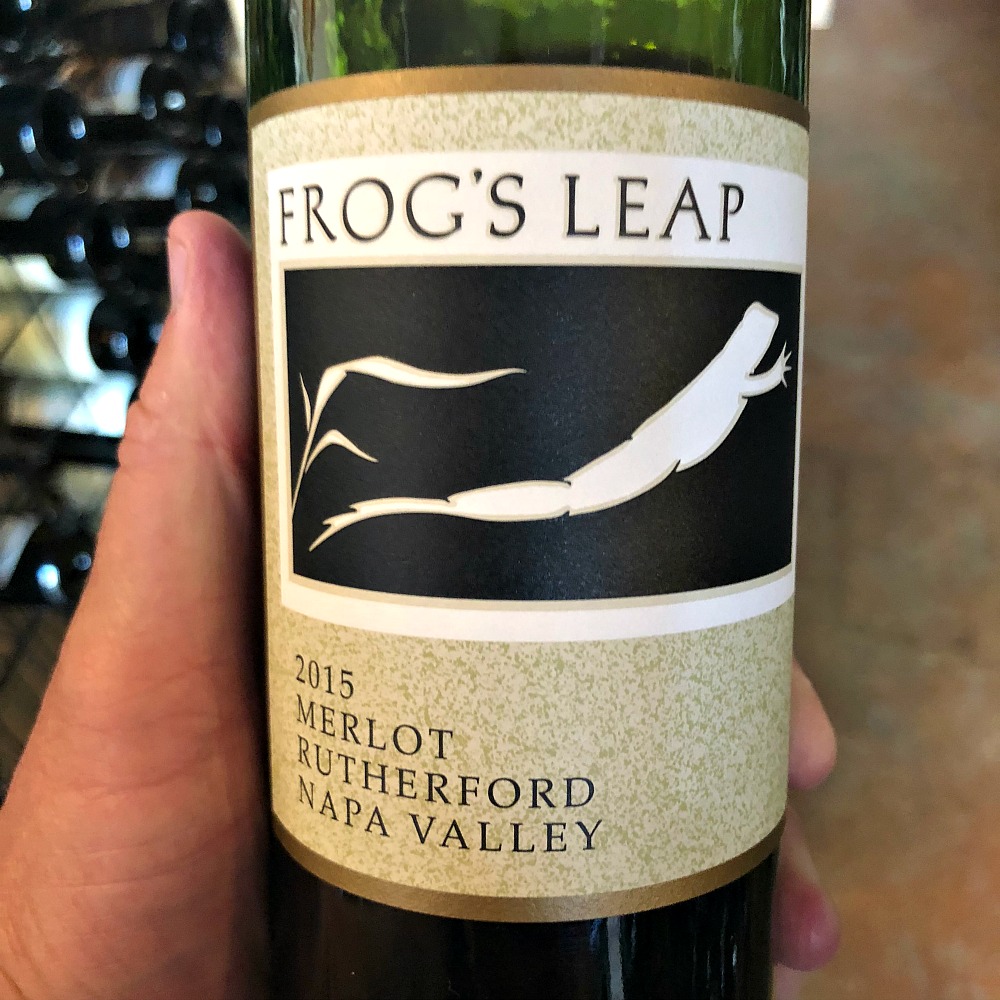 FROG'S LEAP
2015
MERLOT
RUTHERFORD
NAPA VALLEY